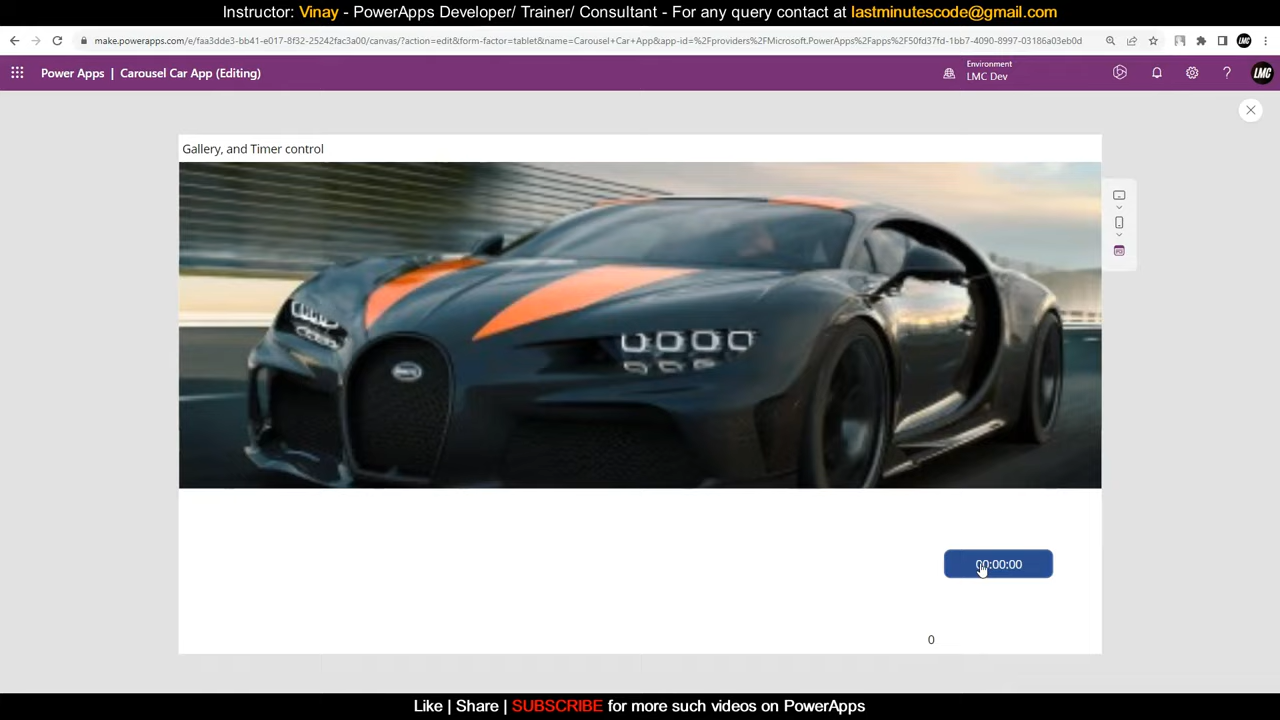 Instructor: Vinay - PowerApps Developer/ Trainer/ Consultant - For any query contact at lastminutescode@gmail.com
make.powerapps.com/e/faa3dde3-bb41-e017-8f32-25242fac3a00/canvas/?action=edit&form-factor=tablet&name=Carousel+Car+App&app-id=%2Fproviders%2FMicrosoft.PowerApps%2Fapps%2F50fd37fd-1bb7-4090-8997-03186a03eb0d
LMC
Power Apps | Carousel Car App (Editing)
Environment
LMC Dev
LMC
Gallery, and Timer control
00:00:00
0
Like | Share | SUBSCRIBE for more such videos on PowerApps